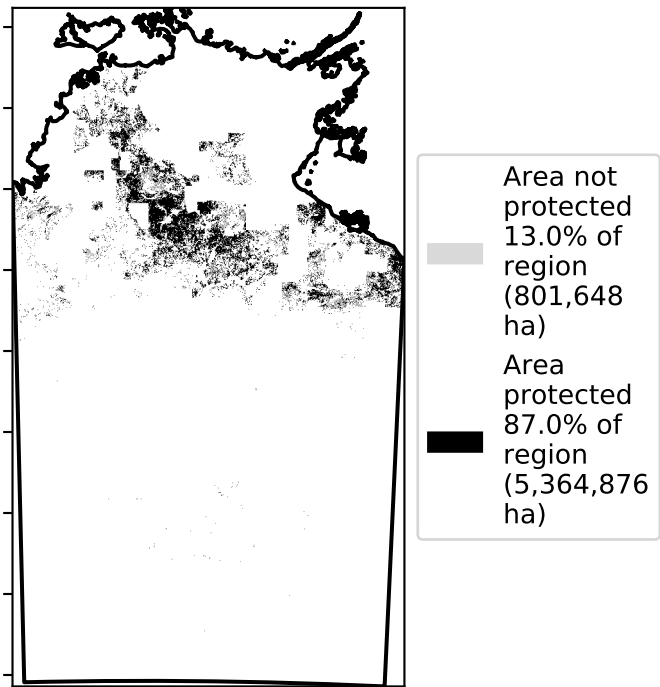 Area not
protected
13.0% of
region
(801,648
ha)
Area
protected
87.0% of
region
(5,364,876
ha)